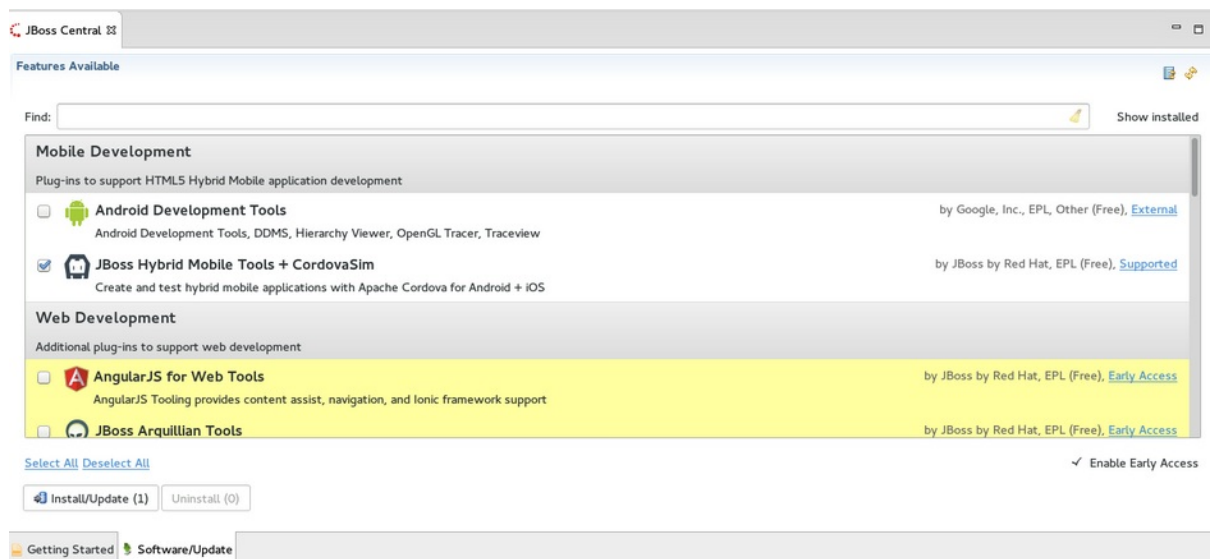 JBoss Central
Features Available
Find:
Show installed
Mobile Development
Plug-ins to support HTML5 Hybrid Mobile application development
Android Development Tools
by Google, Inc., EPL, Other (Free), External
Android Development Tools, DDMS, Hierarchy Viewer, OpenGL Tracer, Traceview
JBoss Hybrid Mobile Tools + CordovaSim
by JBoss by Red Hat, EPL (Free), Supported
Create and test hybrid mobile applications with Apache Cordova for Android + iOS
Web Development
Additional plug-ins to support web development
AngularJS for Web Tools
by JBoss by Red Hat, EPL (Free), Early Access
AngularJS Tooling provides content assist, navigation, and Ionic framework support
JBoss Arquillian Tools
by JBoss by Red Hat, EPL (Free), Early Access
Select All Deselect All
Enable Early Access
Install/Update (1)
Uninstall (0)
Getting Started
Software/Update